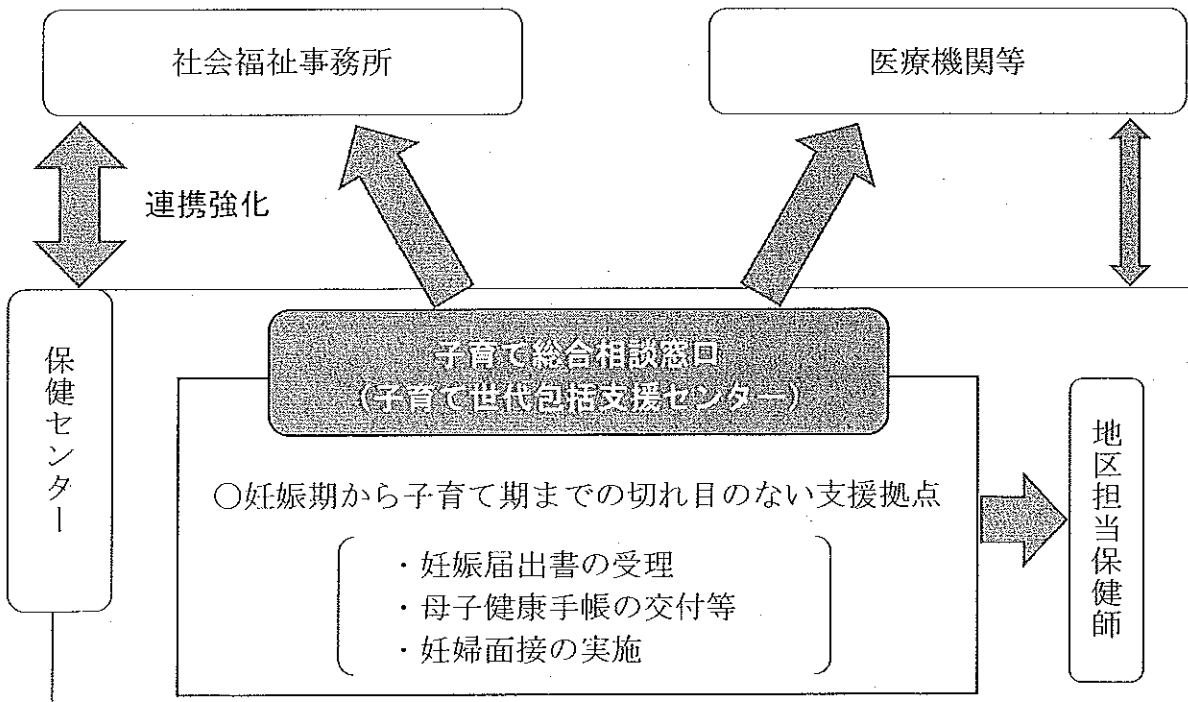 社会福祉事務所
医療機関等
連携強化
保健センター
子育て総合相談窓口
(子育て世代包括支援センター)
○妊娠期から子育て期までの切れ目のない支援拠点
・妊娠届出書の受理
・母子健康手帳の交付等
・妊婦面接の実施
地区担当保健師